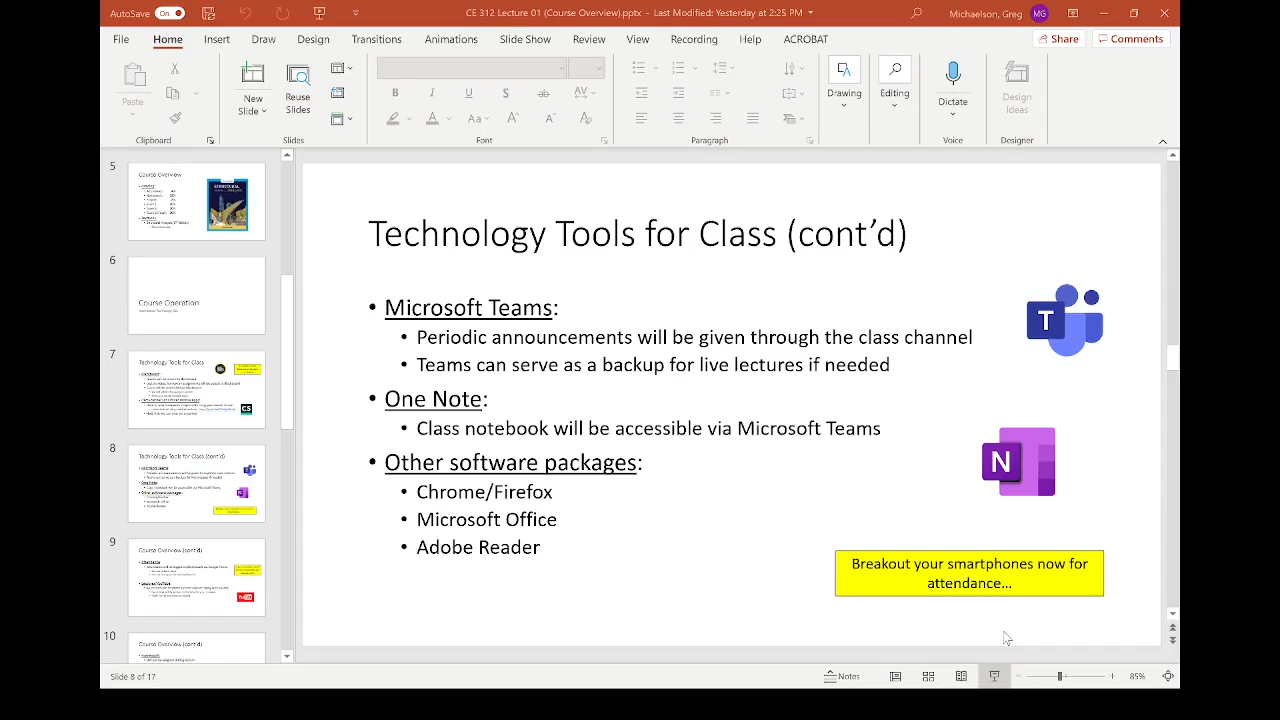 AutoSave On
CE 312 Lecture 01 (Course Overview).pptx - Last Modified: Yesterday at 2:25 PM
Michaelson, Greg MG
File Home Insert Draw Design Transitions Animations Slide Show Review View Recording Help ACROBAT Share Comments
Paste
Clipboard
New Slide
Reuse Slides
Slides
Font
Paragraph
Drawing
Editing
Dictate
Voice
Design Ideas
Designer
5
Course Overview
STRUCTURAL
6
Course Operation
7
Technology Tools for Class
8
Technology Tools for Class (cont'd)
9
Course Overview (cont'd)
10
Course Overview (cont'd)
Technology Tools for Class (cont’d)
• Microsoft Teams:
• Periodic announcements will be given through the class channel
• Teams can serve as a backup for live lectures if needed
• One Note:
• Class notebook will be accessible via Microsoft Teams
• Other software packages:
• Chrome/Firefox
• Microsoft Office
• Adobe Reader
T
N
Breakout your smartphones now for
attendance…
Slide 8 of 17
Notes
85%